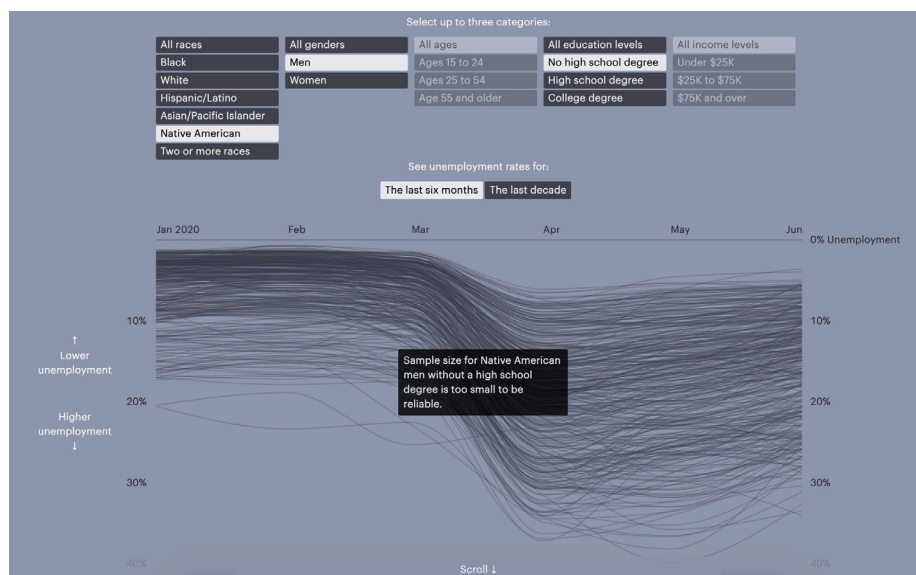 Select up to three categories:
All races
Black
White
Hispanic/Latino
Asian/Pacific Islander
Native American
Two or more races
All genders
Men
Women
All ages
Ages 15 to 24
Ages 25 to 54
Age 55 and older
All education levels
No high school degree
High school degree
College degree
All income levels
Under $25K
$25K to $75K
$75K and over
See unemployment rates for:
The last six months
The last decade
Jan 2020
Feb
Mar
Apr
May
Jun
0% Unemployment
10%
20%
30%
40%
↑
Lower
unemployment
Higher
unemployment
↓
Sample size for Native American
men without a high school
degree is too small to be
reliable.
10%
20%
30%
40%
Scroll ↓